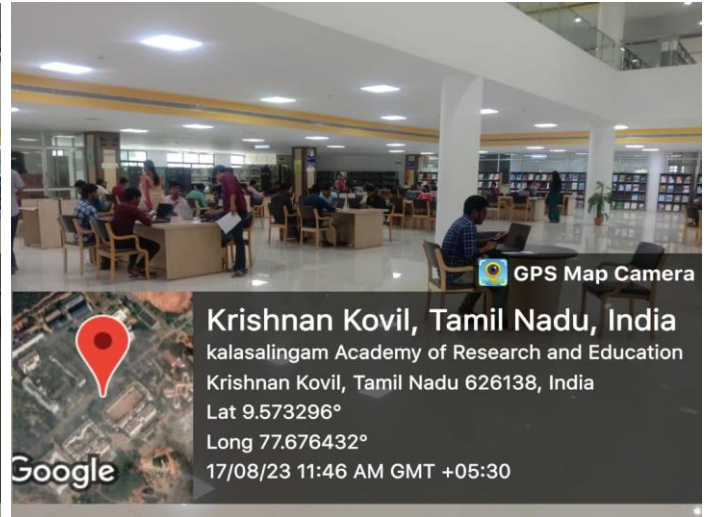 GPS Map Camera
Krishnan Kovil, Tamil Nadu, India
kalasalingam Academy of Research and Education
Krishnan Kovil, Tamil Nadu 626138, India
Lat 9.573296°
Long 77.676432°
17/08/23 11:46 AM GMT +05:30
Google